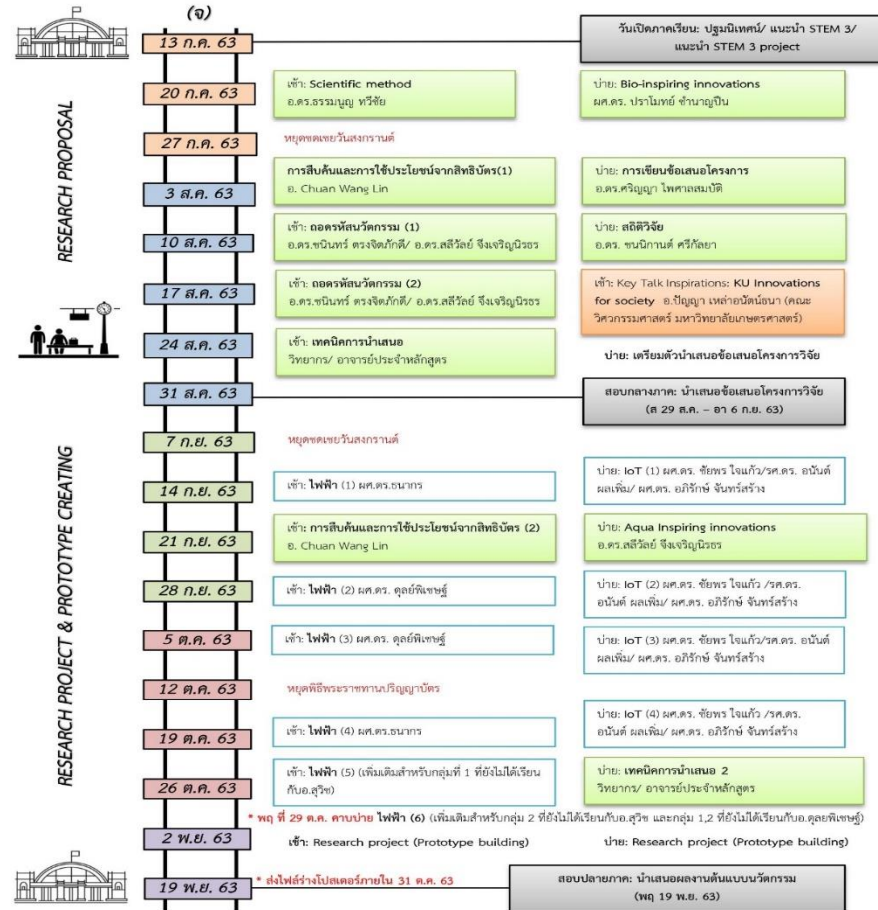 (จ)
13 ก.ค. 63
วันเปิดภาคเรียน: ปฐมนิเทศน์/ แนะนำ STEM 3/
แนะนำ STEM 3 project
RESEARCH PROPOSAL
20 ก.ค. 63
เช้า: Scientific method
อ.ดร.ธรรมนูญ ทวีชัย
บ่าย: Bio-inspiring innovations
ผศ.ดร. ปราโมทย์ ชำนาญปืน
27 ก.ค. 63
หยุดชดเชยวันสงกรานต์
3 ส.ค. 63
การสืบค้นและการใช้ประโยชน์จากสิทธิบัตร(1)
อ. Chuan Wang Lin
บ่าย: การเขียนข้อเสนอโครงการ
อ.ดร.ศริญญา ไพศาลสมบัติ
10 ส.ค. 63
เช้า: ถอดรหัสนวัตกรรม (1)
อ.ดร.ชนินทร์ ตรงจิตภักดี/ อ.ดร.สลีวัลย์ จึงเจริญนิรธร
บ่าย: สถิติวิจัย
อ.ดร. ชนนิกานต์ ศรีกัลยา
17 ส.ค. 63
เช้า: ถอดรหัสนวัตกรรม (2)
อ.ดร.ชนินทร์ ตรงจิตภักดี/ อ.ดร.สลีวัลย์ จึงเจริญนิรธร
เช้า: Key Talk Inspirations: KU Innovations
for society อ.ปัญญา เหล่าอนันต์ธนา (คณะ
วิศวกรรมศาสตร์ มหาวิทยาลัยเกษตรศาสตร์)
24 ส.ค. 63
เช้า: เทคนิคการนำเสนอ
วิทยากร/ อาจารย์ประจำหลักสูตร
บ่าย: เตรียมตัวนำเสนอข้อเสนอโครงการวิจัย
31 ส.ค. 63
สอบกลางภาค: นำเสนอข้อเสนอโครงการวิจัย
(ส 29 ส.ค. – อา 6 ก.ย. 63)
RESEARCH PROJECT & PROTOTYPE CREATING
7 ก.ย. 63
หยุดชดเชยวันสงกรานต์
14 ก.ย. 63
เช้า: ไฟฟ้า (1) ผศ.ดร.ธนากร
บ่าย: IoT (1) ผศ.ดร. ชัยพร ใจแก้ว/รศ.ดร. อนันต์
ผลเพิ่ม/ ผศ.ดร. อภิรักษ์ จันทร์สร้าง
21 ก.ย. 63
เช้า: การสืบค้นและการใช้ประโยชน์จากสิทธิบัตร (2)
อ. Chuan Wang Lin
บ่าย: Aqua Inspiring innovations
อ.ดร.สลีวัลย์ จึงเจริญนิรธร
28 ก.ย. 63
เช้า: ไฟฟ้า (2) ผศ.ดร. ดุลย์พิเชษฐ์
บ่าย: IoT (2) ผศ.ดร. ชัยพร ใจแก้ว /รศ.ดร.
อนันต์ ผลเพิ่ม/ ผศ.ดร. อภิรักษ์ จันทร์สร้าง
5 ต.ค. 63
เช้า: ไฟฟ้า (3) ผศ.ดร. ดุลย์พิเชษฐ์
บ่าย: IoT (3) ผศ.ดร. ชัยพร ใจแก้ว/รศ.ดร. อนันต์
ผลเพิ่ม/ ผศ.ดร. อภิรักษ์ จันทร์สร้าง
12 ต.ค. 63
หยุดพิธีพระราชทานปริญญาบัตร
19 ต.ค. 63
เช้า: ไฟฟ้า (4) ผศ.ดร.ธนากร
บ่าย: IoT (4) ผศ.ดร. ชัยพร ใจแก้ว /รศ.ดร.
อนันต์ ผลเพิ่ม/ ผศ.ดร. อภิรักษ์ จันทร์สร้าง
26 ต.ค. 63
เช้า: ไฟฟ้า (5) (เพิ่มเติมสำหรับกลุ่มที่ 1 ที่ยังไม่ได้เรียน
กับอ.สุวิช)
บ่าย: เทคนิคการนำเสนอ 2
วิทยากร/ อาจารย์ประจำหลักสูตร
* พฤ ที่ 29 ต.ค. คาบบ่าย ไฟฟ้า (6) (เพิ่มเติมสำหรับกลุ่ม 2 ที่ยังไม่ได้เรียนกับอ.สุวิช และกลุ่ม 1,2 ที่ยังไม่ได้เรียนกับอ.ดุลยพิเชษฐ์)
2 พ.ย. 63
เช้า: Research project (Prototype building)
บ่าย: Research project (Prototype building)
19 พ.ย. 63
* ส่งไฟล์ร่างโปสเตอร์ภายใน 31 ต.ค. 63
สอบปลายภาค: นำเสนอผลงานต้นแบบนวัตกรรม
(พฤ 19 พ.ย. 63)